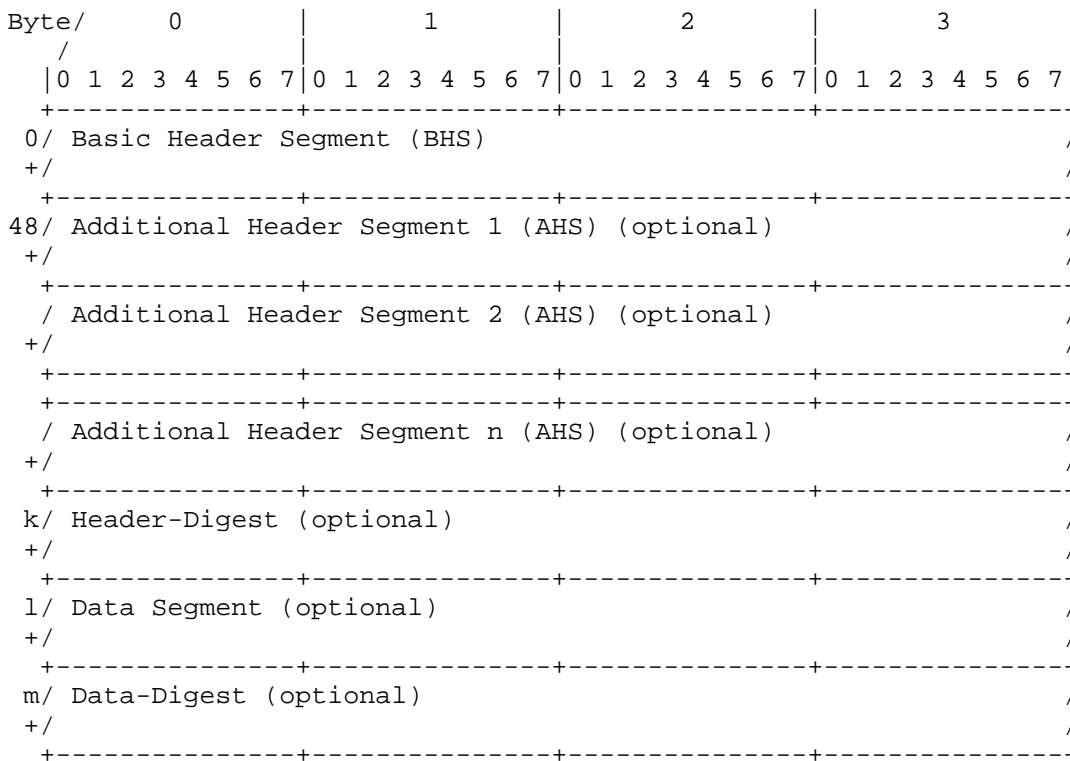 Byte/     0       |       1       |       2       |       3
   /              |               |               |
  |0 1 2 3 4 5 6 7|0 1 2 3 4 5 6 7|0 1 2 3 4 5 6 7|0 1 2 3 4 5 6 7
  +---------------+---------------+---------------+---------------
 0/ Basic Header Segment (BHS)                                    /
 +/                                                               /
  +---------------+---------------+---------------+---------------
48/ Additional Header Segment 1 (AHS) (optional)                  /
 +/                                                               /
  +---------------+---------------+---------------+---------------
  / Additional Header Segment 2 (AHS) (optional)                  /
 +/                                                               /
  +---------------+---------------+---------------+---------------
  +---------------+---------------+---------------+---------------
  / Additional Header Segment n (AHS) (optional)                  /
 +/                                                               /
  +---------------+---------------+---------------+---------------
 k/ Header-Digest (optional)                                      /
 +/                                                               /
  +---------------+---------------+---------------+---------------
 l/ Data Segment (optional)                                       /
 +/                                                               /
  +---------------+---------------+---------------+---------------
 m/ Data-Digest (optional)                                        /
 +/                                                               /
  +---------------+---------------+---------------+---------------